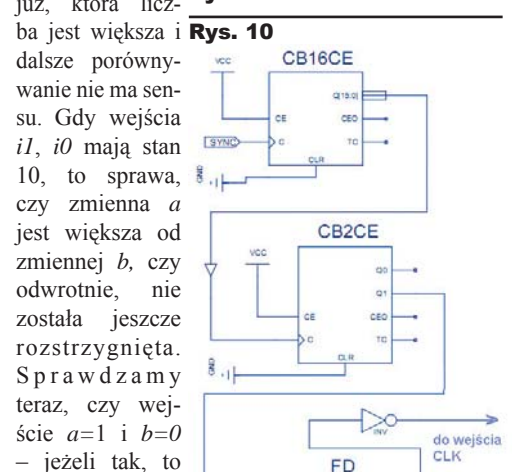 już, która licz-
ba jest większa i
dalsze porówny-
wanie nie ma sen-
su. Gdy wejścia
i1, i0 mają stan
10, to sprawa,
czy zmienna a
jest większa od
zmiennej b, czy
odwrotnie, nie
została jeszcze
rozstrzygnięta.
Sprawdzamy
teraz, czy wej-
ście a=1 i b=0
– jeżeli tak, to
Rys. 10
VCC
CB16CE
Q[15:0]
CE
CEO
SYNC
C
TC
CLR
GND
CB2CE
VCC
Q0
Q1
CE
CEO
C
TC
CLR
GND
INV
do wejścia
CLK
FD